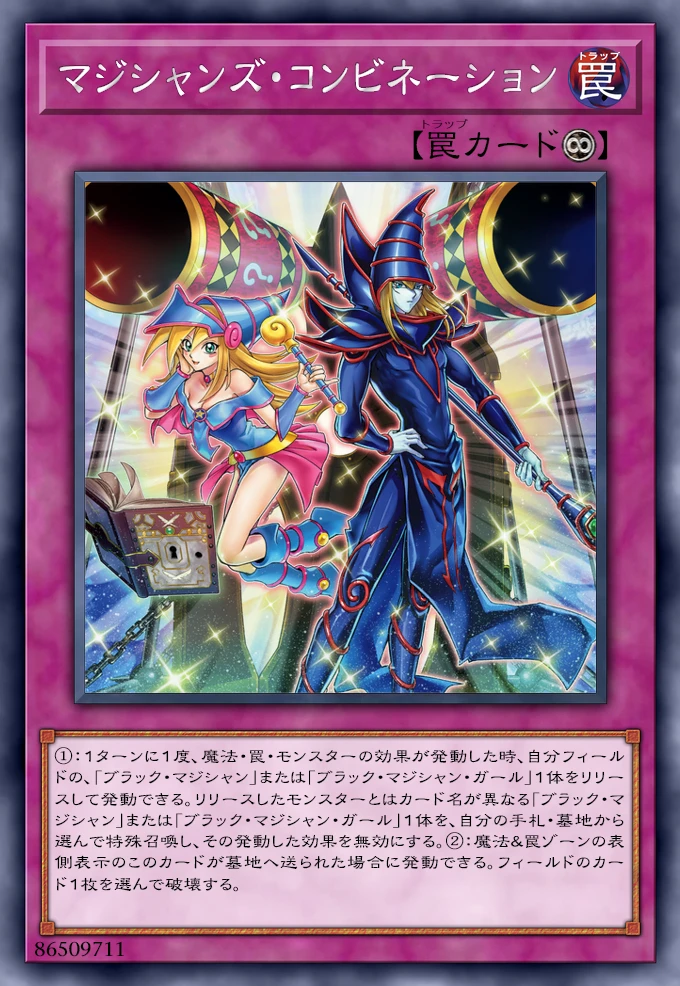 マジシャンズ・コンビネーション
トラップ
罠
トラップ
【罠カード】
?
?
?
①:1ターンに1度、魔法・罠・モンスターの効果が発動した時、自分フィール
ドの、「ブラック・マジシャン」または「ブラック・マジシャン・ガール」1体をリリー
スして発動できる。リリースしたモンスターとはカード名が異なる「ブラック・マ
ジシャン」または「ブラック・マジシャン・ガール」1体を、自分の手札・墓地から
選んで特殊召喚し、その発動した効果を無効にする。②:魔法&罠ゾーンの表
側表示のこのカードが墓地へ送られた場合に発動できる。フィールドのカー
ド1枚を選んで破壊する。
86509711